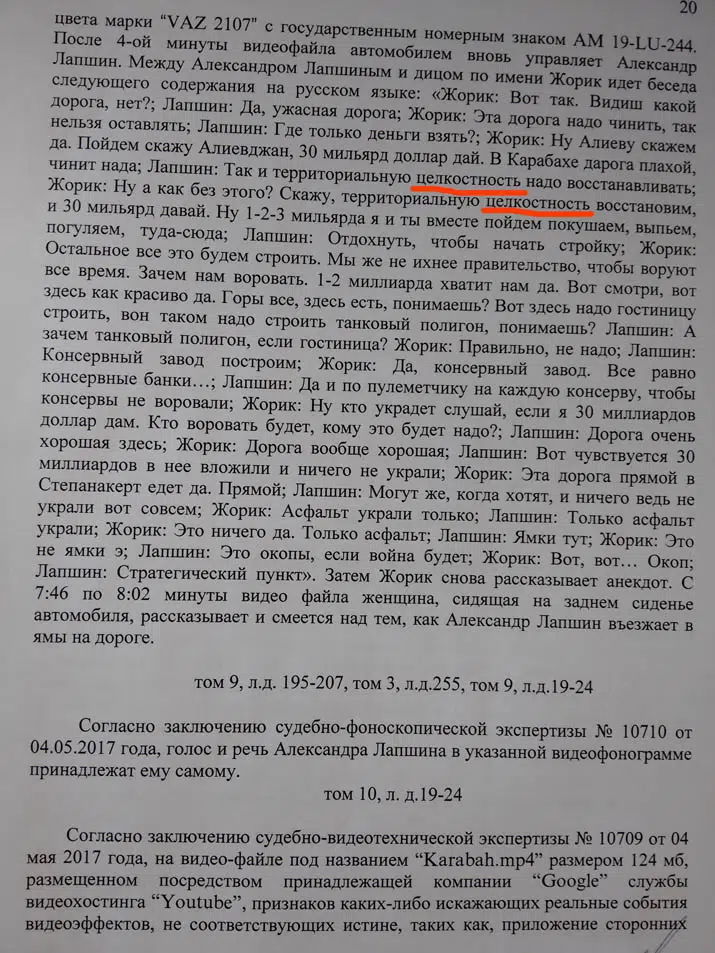 20
цвета марки "VAZ 2107" с государственным номерным знаком AM 19-LU-244.
После 4-ой минуты видеофайла автомобилем вновь управляет Александр
Лапшин. Между Александром Лапшиным и дицом по имени Жорик идет беседа
следующего содержания на русском языке: «Жорик: Вот так. Видиш какой
дорога, нет?; Лапшин: Да, ужасная дорога; Жорик: Эта дорога надо чинить, так
нельзя оставлять; Лапшин: Где только деньги взять?; Жорик: Ну Алиеву скажем
да. Пойдем скажу Алиевджан, 30 мильярд доллар дай. В Карабахе дарога плахой,
чинит нада; Лапшин: Так и территориальную целкостность надо восстанавливать;
Жорик: Ну а как без этого? Скажу, территориальную целкостность восстановим,
и 30 мильярд давай. Ну 1-2-3 мильярда я и ты вместе пойдем покушаем, выпьем,
погуляем, туда-сюда; Лапшин: Отдохнуть, чтобы начать стройку; Жорик:
Остальное все это будем строить. Мы же не ихнее правительство, чтобы воруют
все время. Зачем нам воровать. 1-2 миллиарда хватит нам да. Вот смотри, вот
здесь как красиво да. Горы все, здесь есть, понимаешь? Вот здесь надо гостиницу
строить, вон таком надо строить танковый полигон, понимаешь? Лапшин: А
зачем танковый полигон, если гостиница? Жорик: Правильно, не надо; Лапшин:
Консервный завод построим; Жорик: Да, консервный завод. Все равно
консервные банки…; Лапшин: Да и по пулеметчику на каждую консерву, чтобы
консервы не воровали; Жорик: Ну кто украдет слушай, если я 30 миллиардов
доллар дам. Кто воровать будет, кому это будет надо?; Лапшин: Дорога очень
хорошая здесь; Жорик: Дорога вообще хорошая; Лапшин: Вот чувствуется 30
миллиардов в нее вложили и ничего не украли; Жорик: Эта дорога прямой в
Степанакерт едет да. Прямой; Лапшин: Могут же, когда хотят, и ничего ведь не
украли вот совсем; Жорик: Асфальт украли только; Лапшин: Только асфальт
украли; Жорик: Это ничего да. Только асфальт; Лапшин: Ямки тут; Жорик: Это
не ямки э; Лапшин: Это окопы, если война будет; Жорик: Вот, вот… Окоп;
Лапшин: Стратегический пункт». Затем Жорик снова рассказывает анекдот. С
7:46 по 8:02 минуты видео файла женщина, сидящая на заднем сиденье
автомобиля, рассказывает и смеется над тем, как Александр Лапшин въезжает в
ямы на дороге.
том 9, л.д. 195-207, том 3, л.д.255, том 9, л.д.19-24
Согласно заключению судебно-фоноскопической экспертизы № 10710 от
04.05.2017 года, голос и речь Александра Лапшина в указанной видеофонограмме
принадлежат ему самому.
том 10, л. д.19-24
Согласно заключению судебно-видеотехнической экспертизы № 10709 от 04
мая 2017 года, на видео-файле под названием “Karabah.mp4” размером 124 мб,
размещенном посредством принадлежащей компании “Google” службы
видеохостинга “Youtube”, признаков каких-либо искажающих реальные события
видеоэффектов, не соответствующих истине, таких как, приложение сторонних